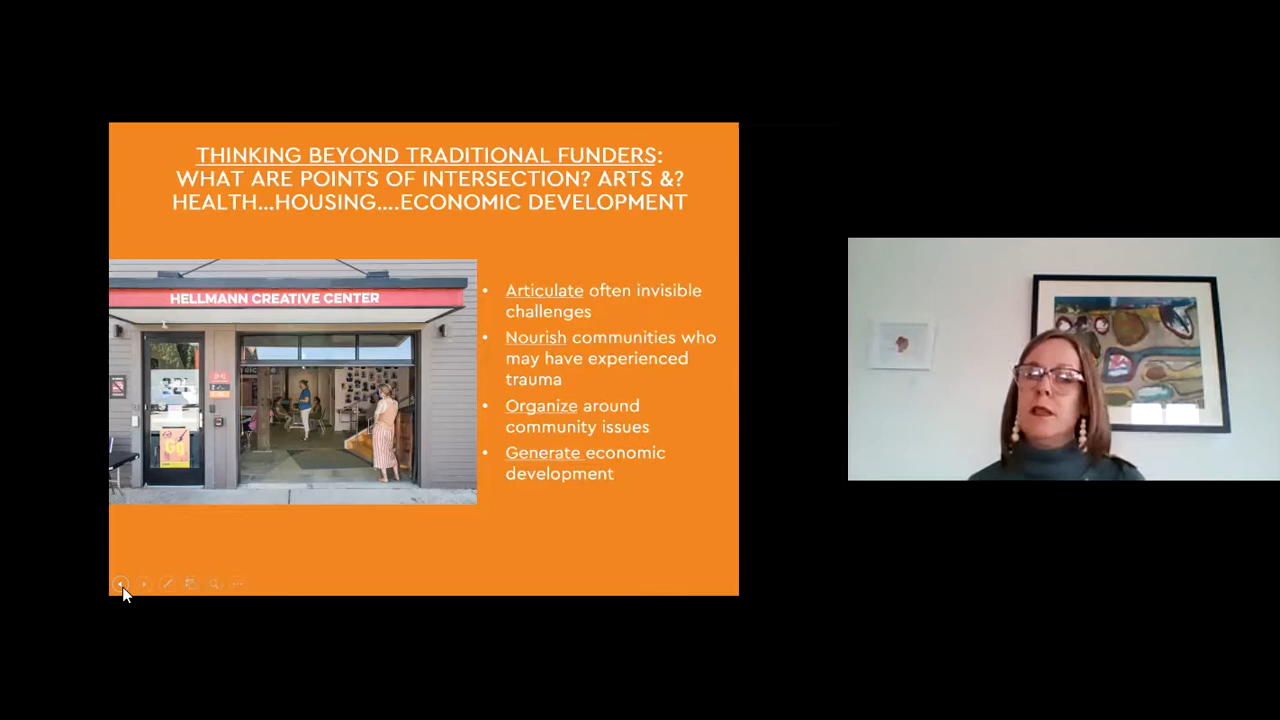 THINKING BEYOND TRADITIONAL FUNDERS:
WHAT ARE POINTS OF INTERSECTION? ARTS &?
HEALTH...HOUSING....ECONOMIC DEVELOPMENT
HELLMANN CREATIVE CENTER
• Articulate often invisible
challenges
• Nourish communities who
may have experienced
trauma
• Organize around
community issues
• Generate economic
development